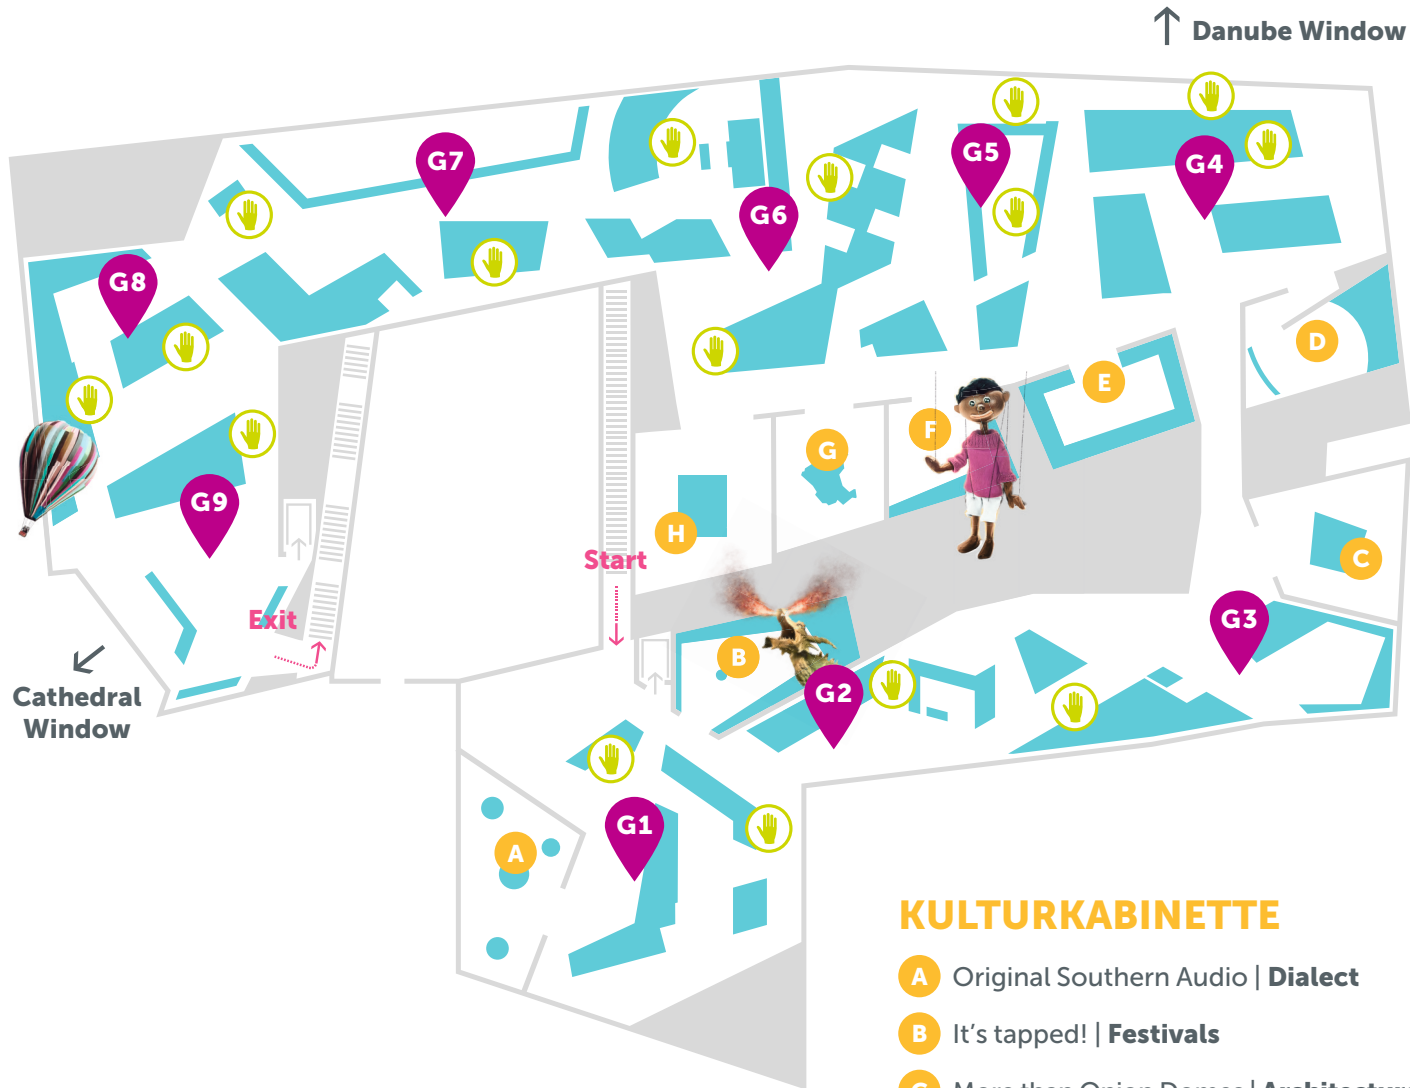 Danube Window
G5
G4
G7
G6
G8
D
E
F
G
G9
H
Start
C
Exit
G3
B
Cathedral
Window
G2
G1
A
KULTURKABINETTE
A Original Southern Audio | Dialect
B It's tapped! | Festivals